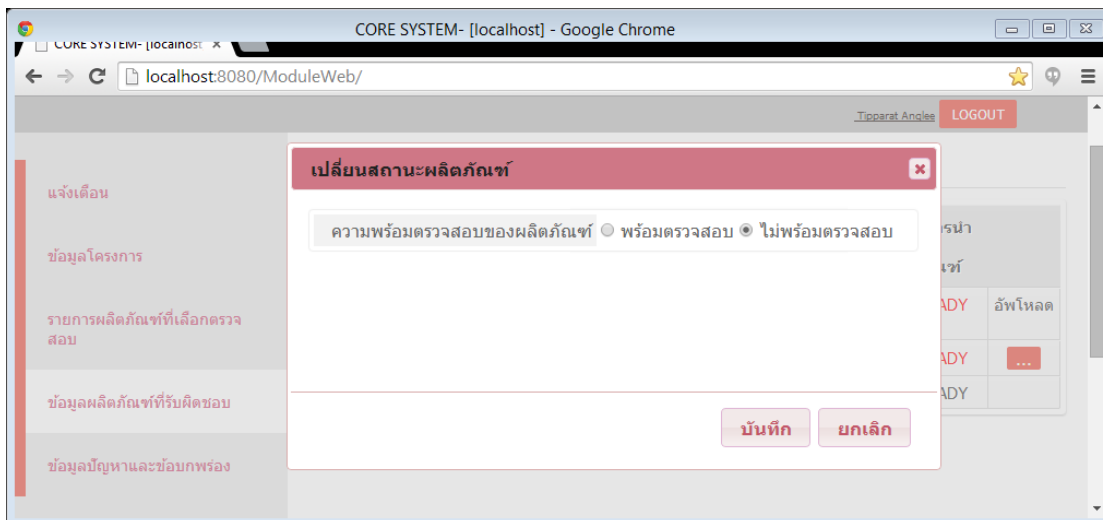 CORE SYSTEM- [localhost] - Google Chrome
CORE SYSTEM- [localhost
localhost:8080/ModuleWeb/
Tipparat Anglee LOGOUT
เปลี่ยนสถานะผลิตภัณฑ์
แจ้งเตือน
ความพร้อมตรวจสอบของผลิตภัณฑ์ พร้อมตรวจสอบ ไม่พร้อมตรวจสอบ
ข้อมูลโครงการ
ADY อัพโหลด
รายการผลิตภัณฑ์ที่เลือกตรวจ
สอบ
ADY ...
ADY
ข้อมูลผลิตภัณฑ์ที่รับผิดชอบ
บันทึก ยกเลิก
ข้อมูลปัญหาและข้อบกพร่อง